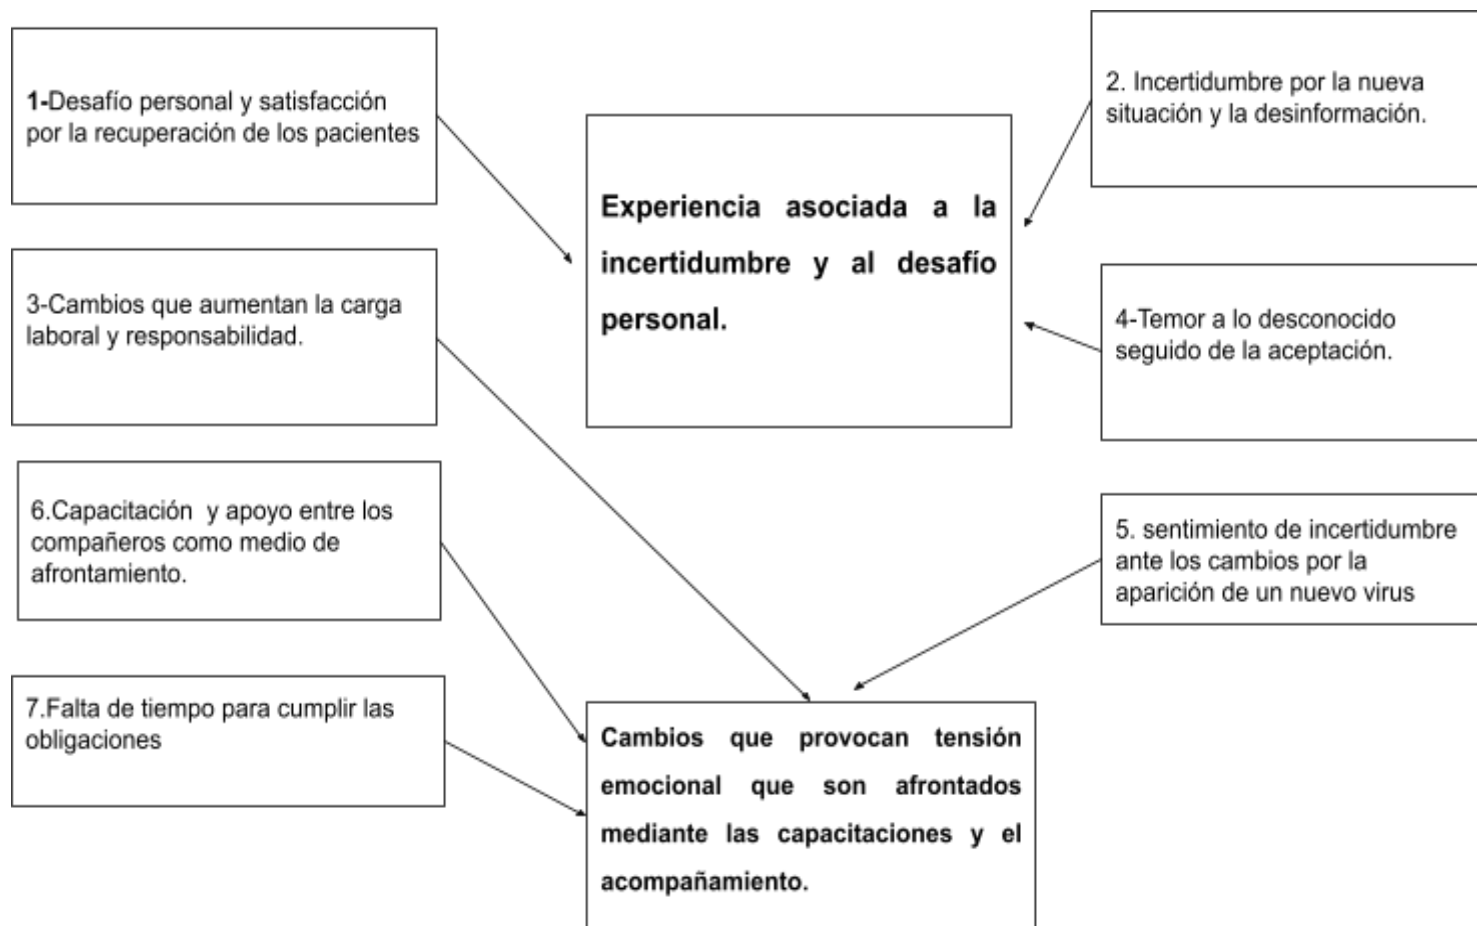 1-Desafío personal y satisfacción
por la recuperación de los pacientes
2. Incertidumbre por la nueva
situación y la desinformación.
Experiencia asociada a la
incertidumbre y al desafío
personal.
3-Cambios que aumentan la carga
laboral y responsabilidad.
4-Temor a lo desconocido
seguido de la aceptación.
6.Capacitación  y apoyo entre los
compañeros como medio de
afrontamiento.
5. sentimiento de incertidumbre
ante los cambios por la
aparición de un nuevo virus
7.Falta de tiempo para cumplir las
obligaciones
Cambios que provocan tensión
emocional que son afrontados
mediante las capacitaciones y el
acompañamiento.